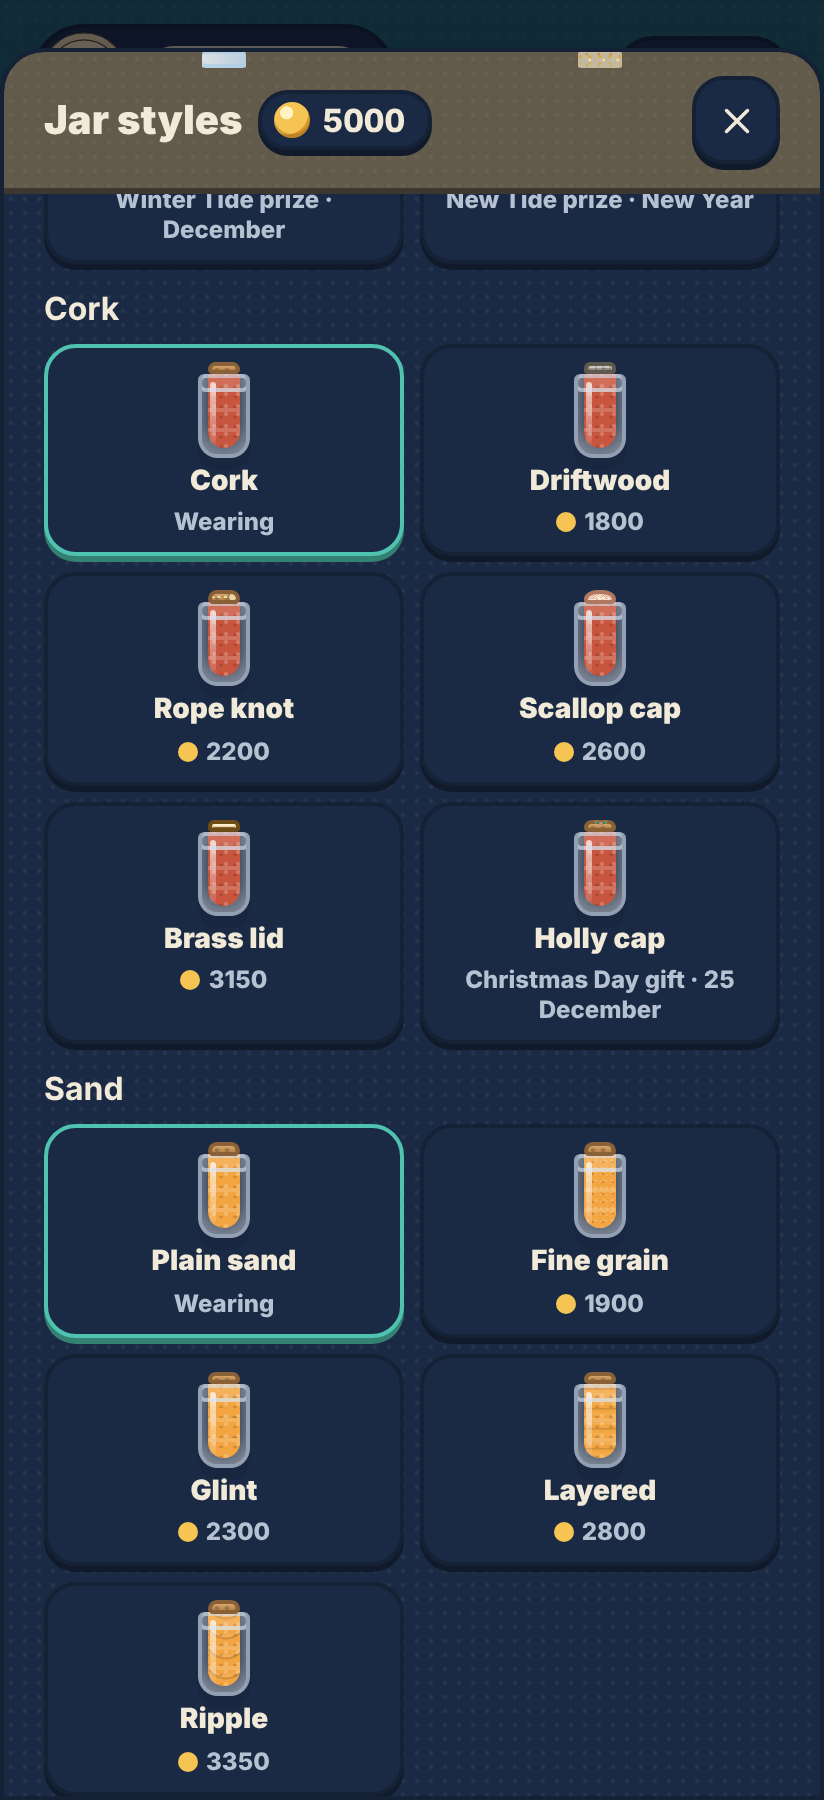 Jar styles 5000
Winter Tide prize ·
December
New Tide prize · New Year
Cork
Cork
Wearing
Driftwood
1800
Rope knot
2200
Scallop cap
2600
Brass lid
3150
Holly cap
Christmas Day gift · 25
December
Sand
Plain sand
Wearing
Fine grain
1900
Glint
2300
Layered
2800
Ripple
3350